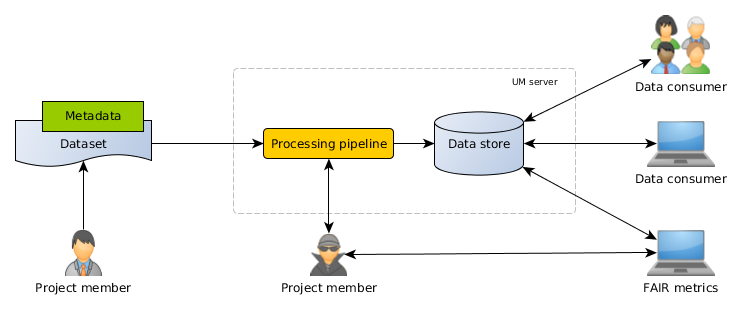 UM server
Metadata
Dataset
Processing pipeline
Data store
Data consumer
Data consumer
Project member
Project member
FAIR metrics